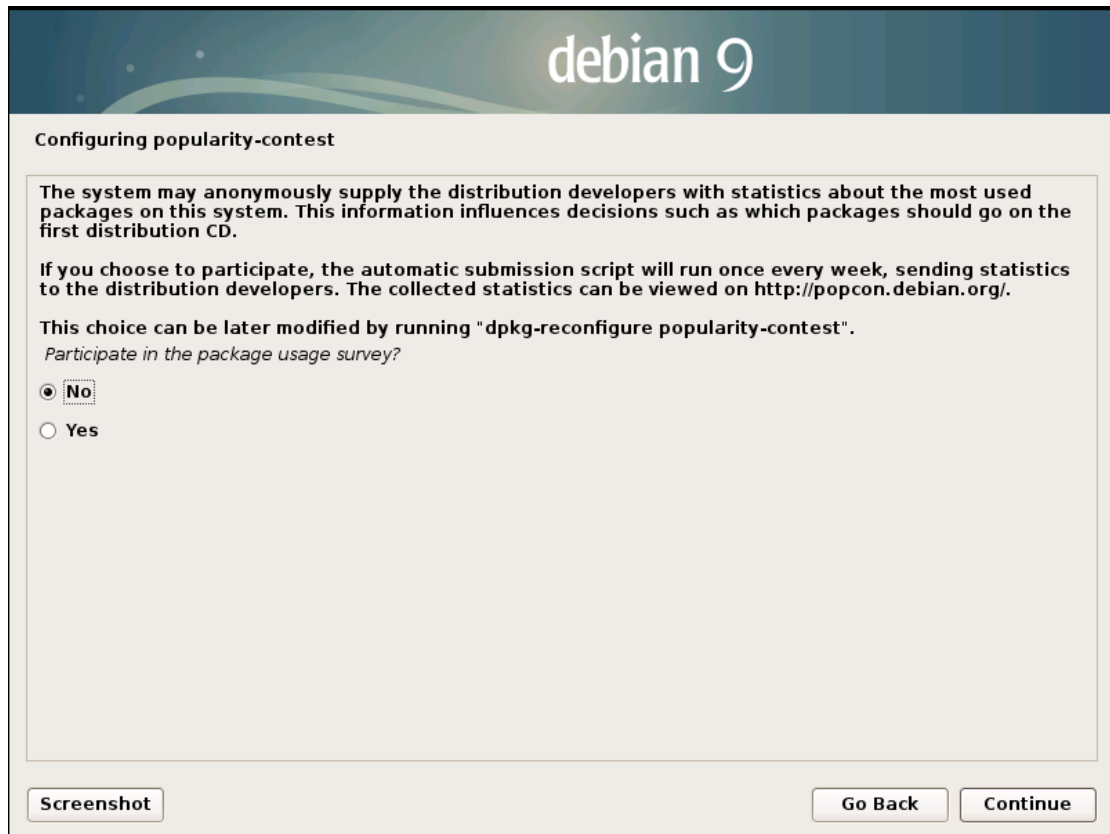 debian 9
Configuring popularity-contest
The system may anonymously supply the distribution developers with statistics about the most used
packages on this system. This information influences decisions such as which packages should go on the
first distribution CD.
If you choose to participate, the automatic submission script will run once every week, sending statistics
to the distribution developers. The collected statistics can be viewed on http://popcon.debian.org/.
This choice can be later modified by running "dpkg-reconfigure popularity-contest".
Participate in the package usage survey?
No
Yes
Screenshot
Go Back
Continue